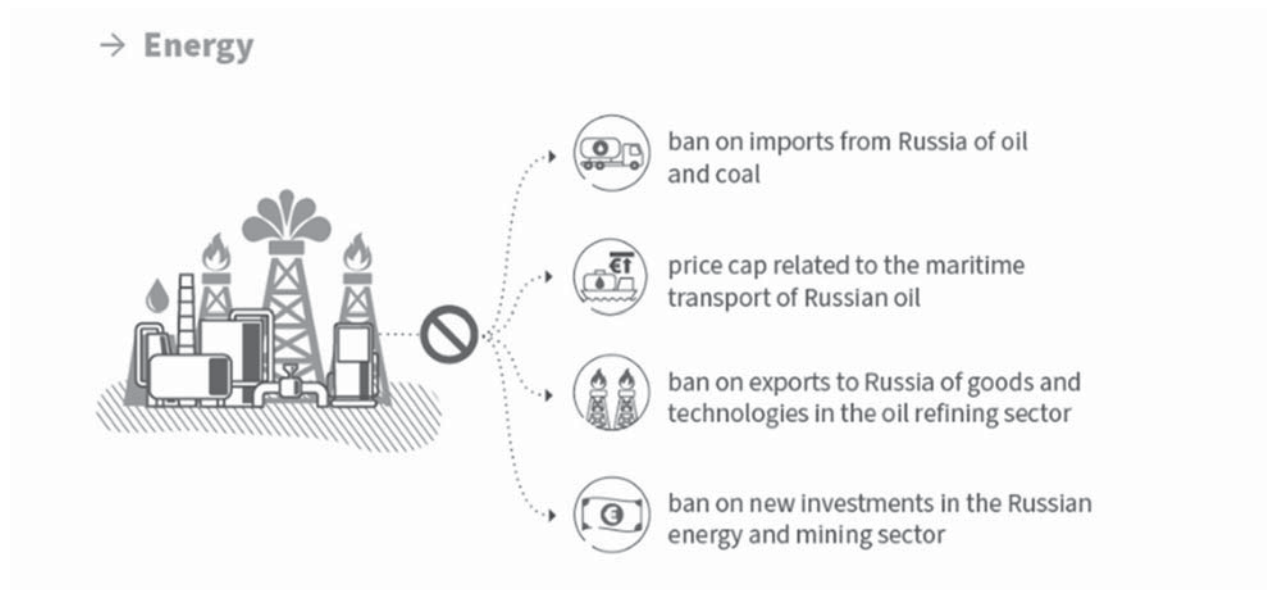 → Energy
ban on imports from Russia of oil
and coal
€↑
price cap related to the maritime
transport of Russian oil
ban on exports to Russia of goods and
technologies in the oil refining sector
€
ban on new investments in the Russian
energy and mining sector